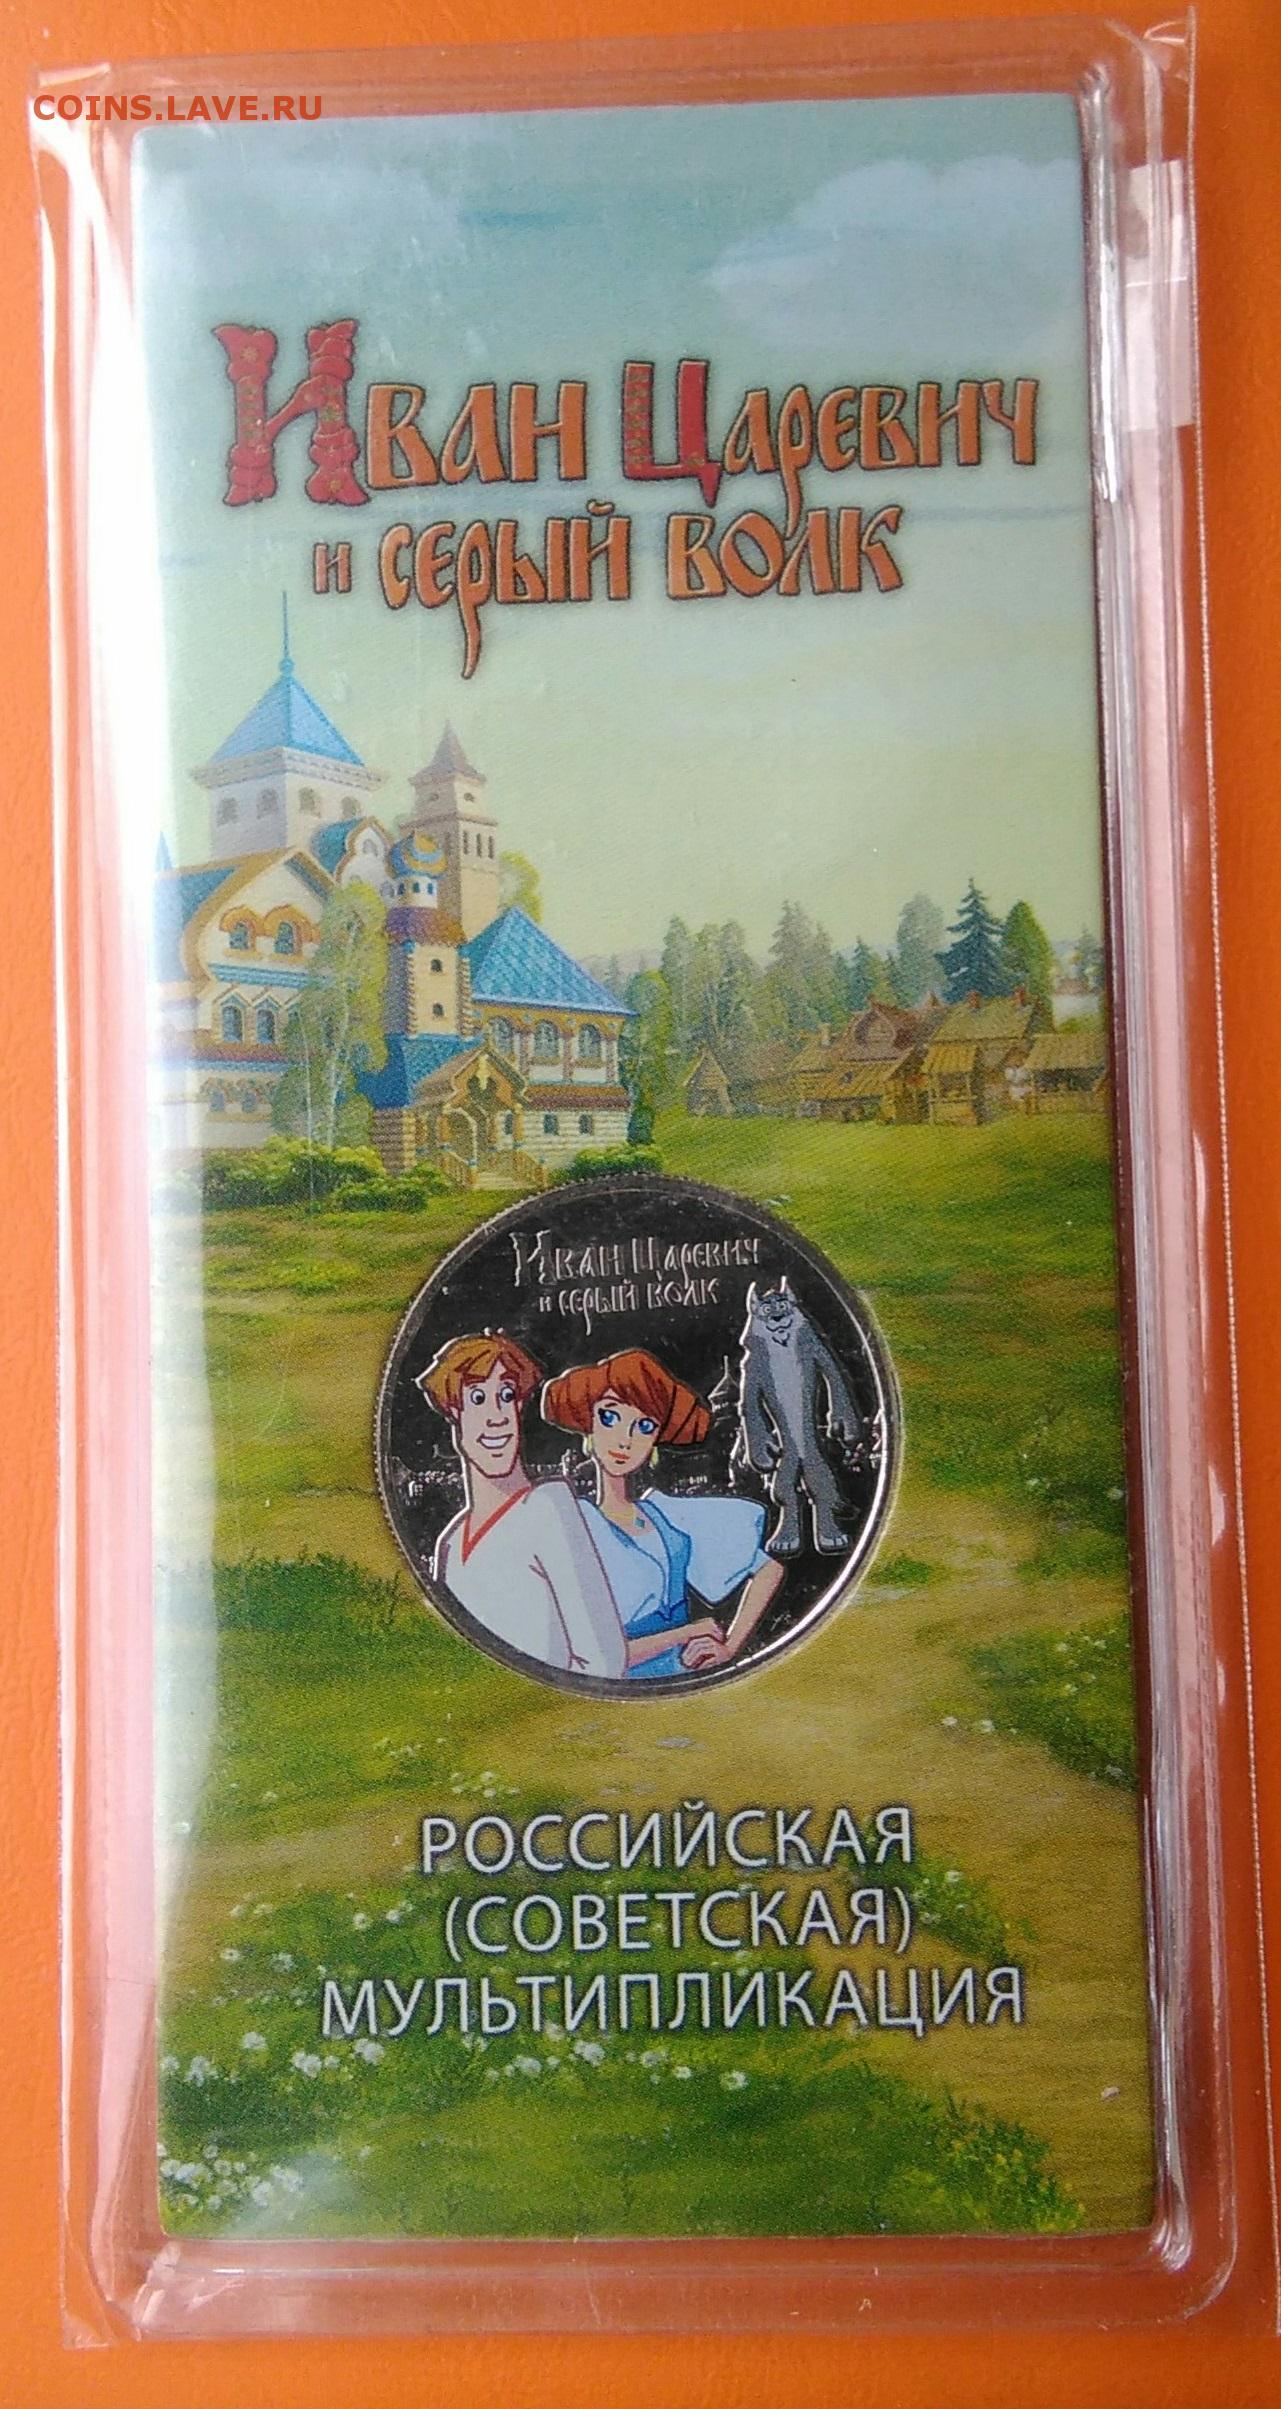 COINS.LAVE.RU
Иван Царевич
и серый волк
Иван Царевич
и серый волк
РОССИЙСКАЯ
(СОВЕТСКАЯ)
МУЛЬТИПЛИКАЦИЯ